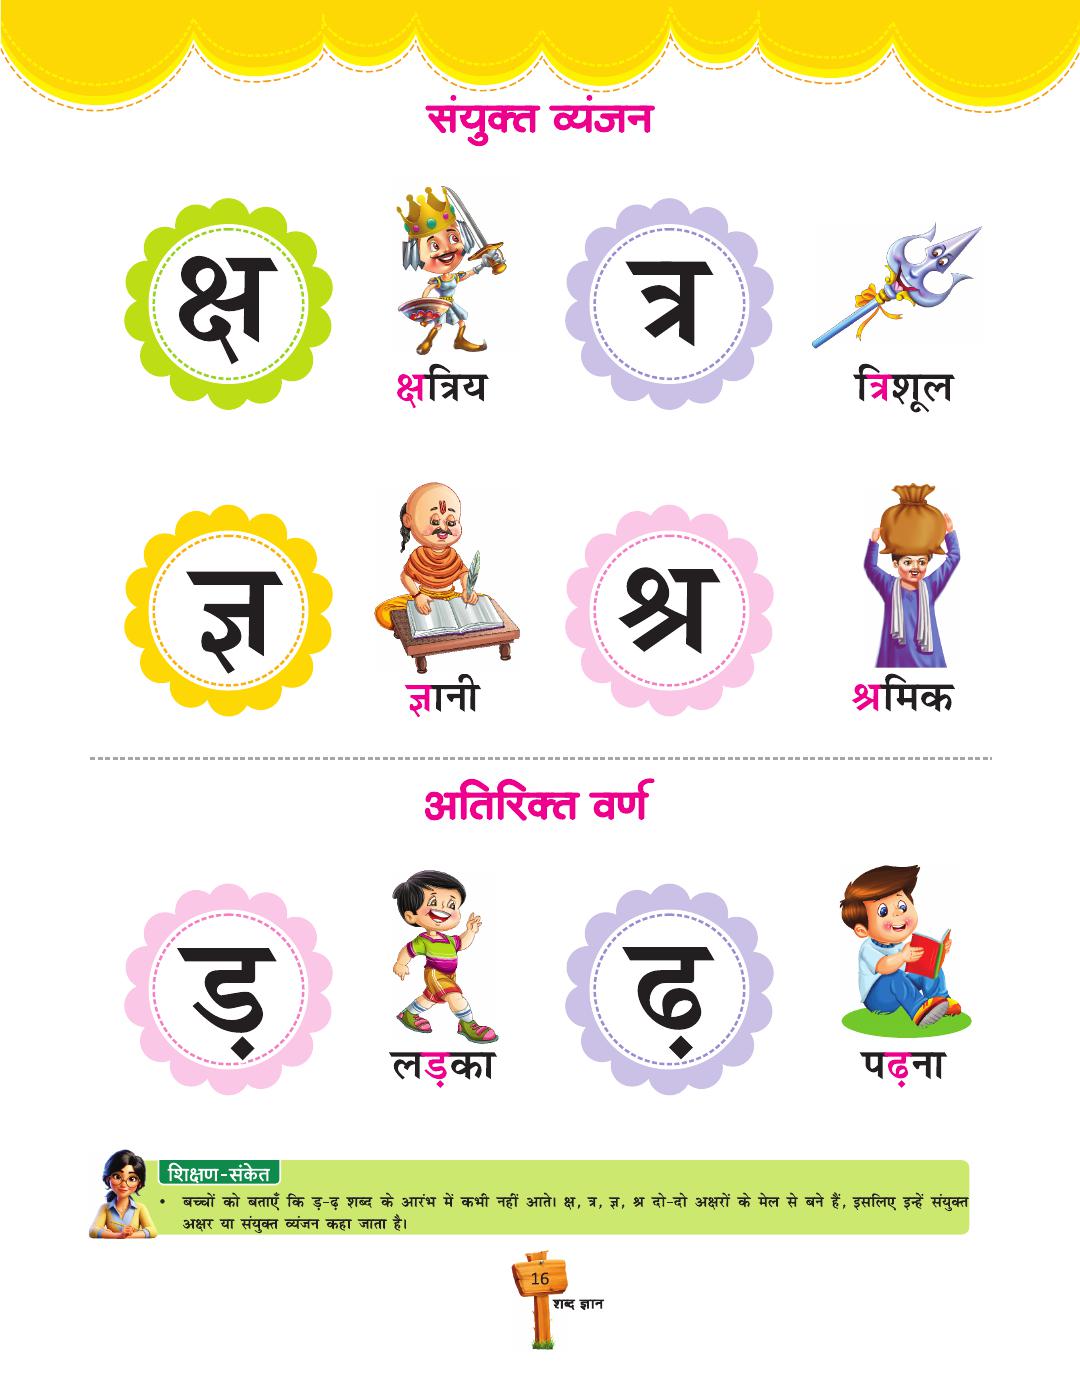 संयुक्त व्यंजन
क्ष
क्षत्रिय
त्र
त्रिशूल
ज्ञ
ज्ञानी
श्र
श्रमिक
अतिरिक्त वर्ण
ड़
लड़का
ढ़
पढ़ना
शिक्षण-संकेत
• बच्चों को बताएँ कि ड़-ढ़ शब्द के आरंभ में कभी नहीं आते। क्ष, त्र, ज्ञ, श्र दो-दो अक्षरों के मेल से बने हैं, इसलिए इन्हें संयुक्त
अक्षर या संयुक्त व्यंजन कहा जाता है।
16
शब्द ज्ञान